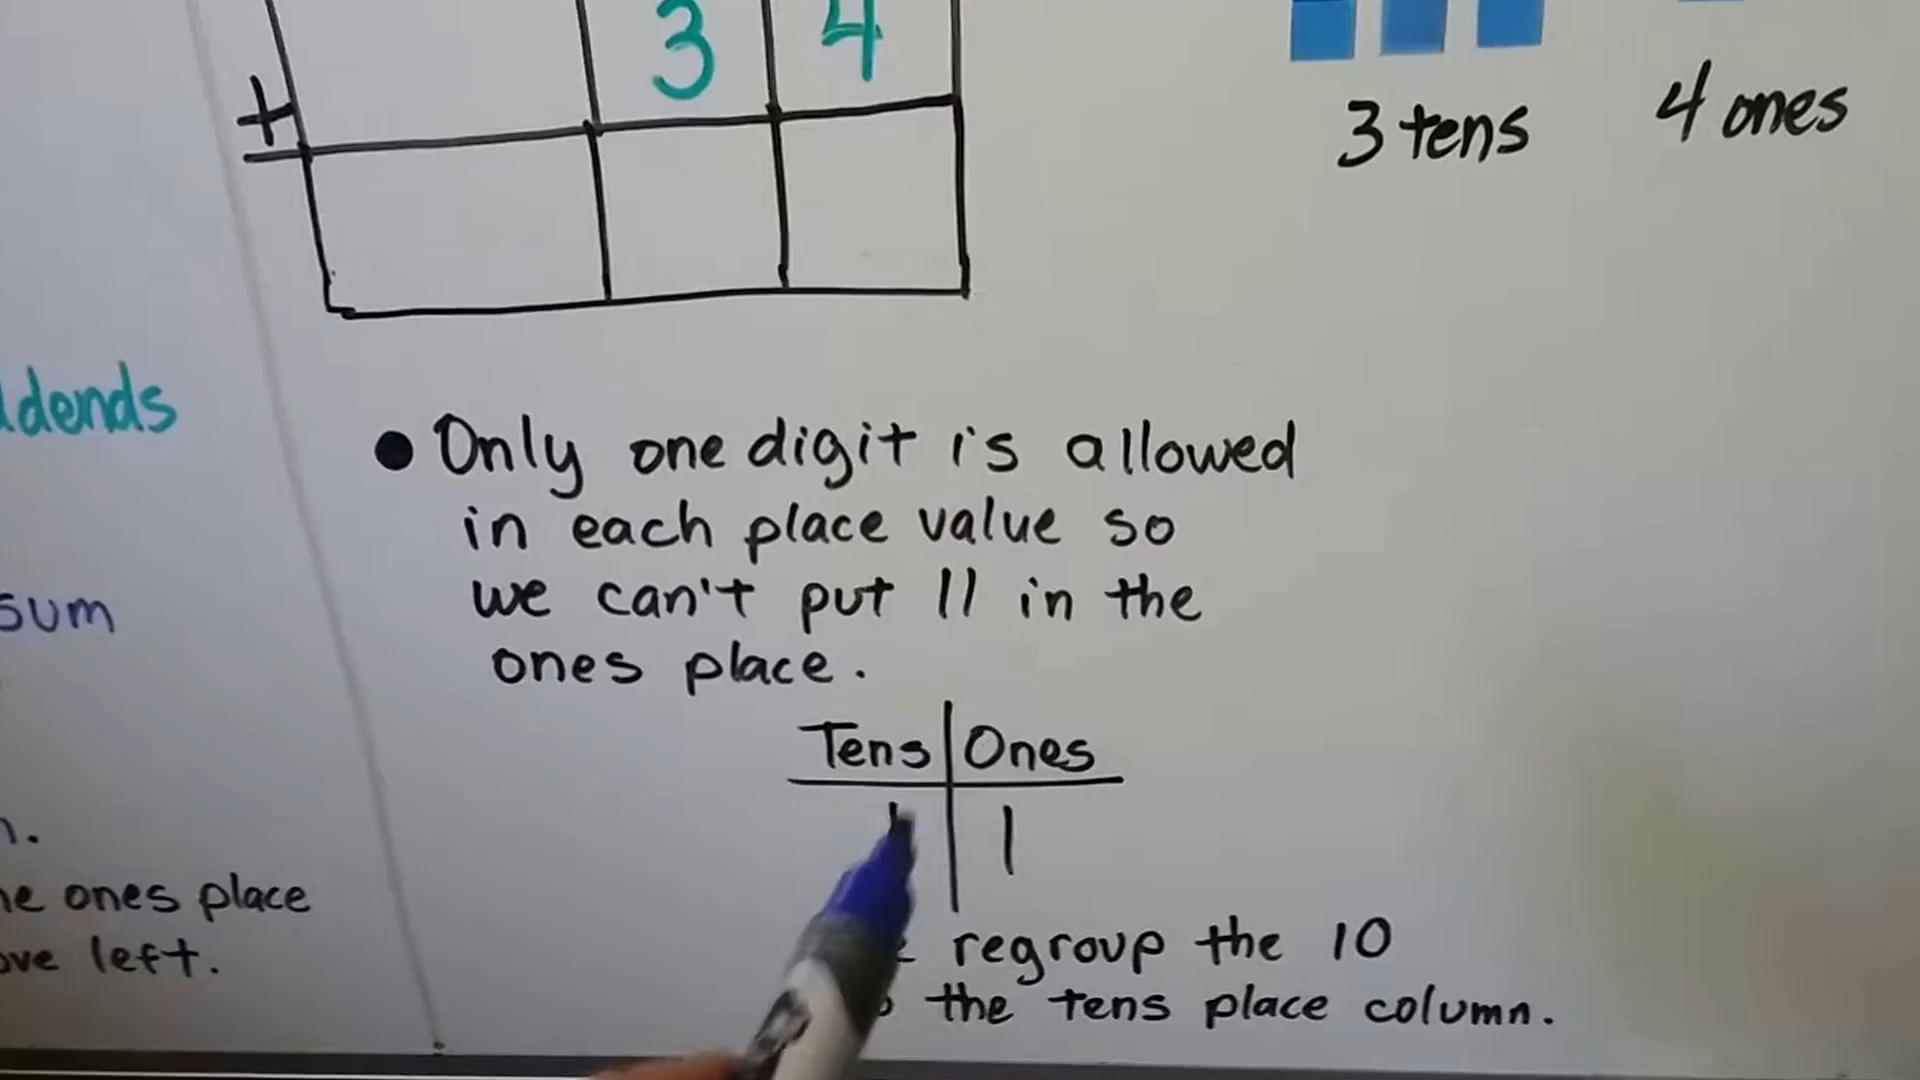 + 3 4
3 tens 4 ones
sum
ones place
left.
● Only one digit is allowed
in each place value so
we can't put 11 in the
ones place.
Tens Ones
1 1
regroup the 10
the tens place column.